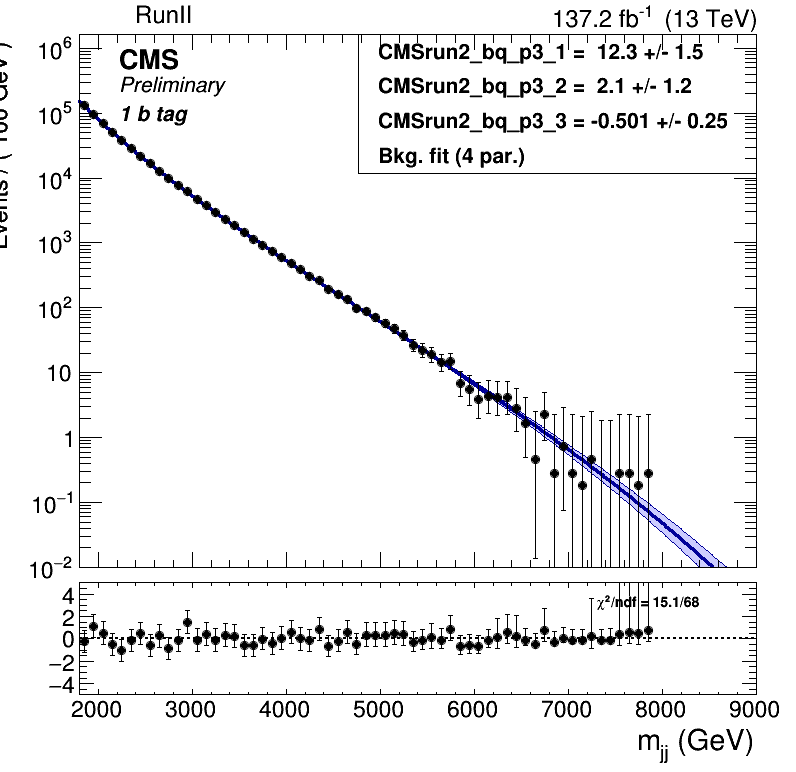 RunII
137.2 fb⁻¹ (13 TeV)
CMS
Preliminary
1 b tag
CMSrun2_bq_p3_1 = 12.3 +/- 1.5
CMSrun2_bq_p3_2 = 2.1 +/- 1.2
CMSrun2_bq_p3_3 = -0.501 +/- 0.25
Bkg. fit (4 par.)
10⁶
10⁵
10⁴
10³
10²
10
1
10⁻¹
10⁻²
χ²/ndf = 15.1/68
4
2
0
−2
−4
2000 3000 4000 5000 6000 7000 8000 9000
m_jj (GeV)